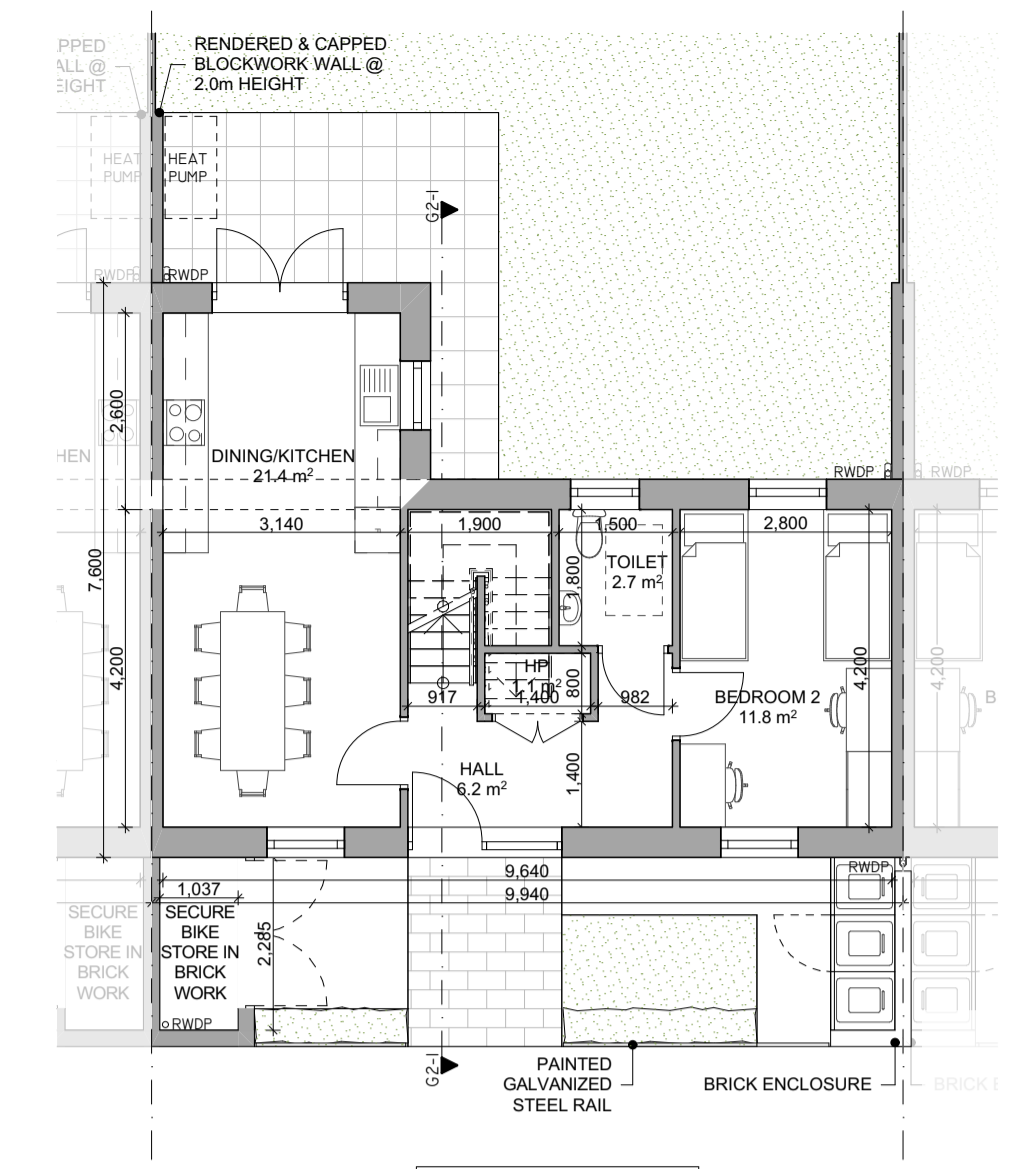 RENDERED & CAPPED
BLOCKWORK WALL @
2.0m HEIGHT
APPED
ALL @
EIGHT
HEAT
PUMP
HEAT
PUMP
G2-I
RWDP
RWDP
2,600
HEN
DINING/KITCHEN
21.4 m²
RWDP
RWDP
3,140
1,900
1,500
2,800
7,600
1,800
TOILET
2.7 m²
4,200
4,200
4,200
HP
1.1 m²
800
917
1,400
982
BEDROOM 2
11.8 m²
B
HALL
6.2 m²
1,400
9,640
RWDP
1,037
9,940
SECURE
BIKE
STORE IN
BRICK
WORK
SECURE
BIKE
STORE IN
BRICK
WORK
2,285
RWDP
G2-I
PAINTED
GALVANIZED
STEEL RAIL
BRICK ENCLOSURE
BRICK E